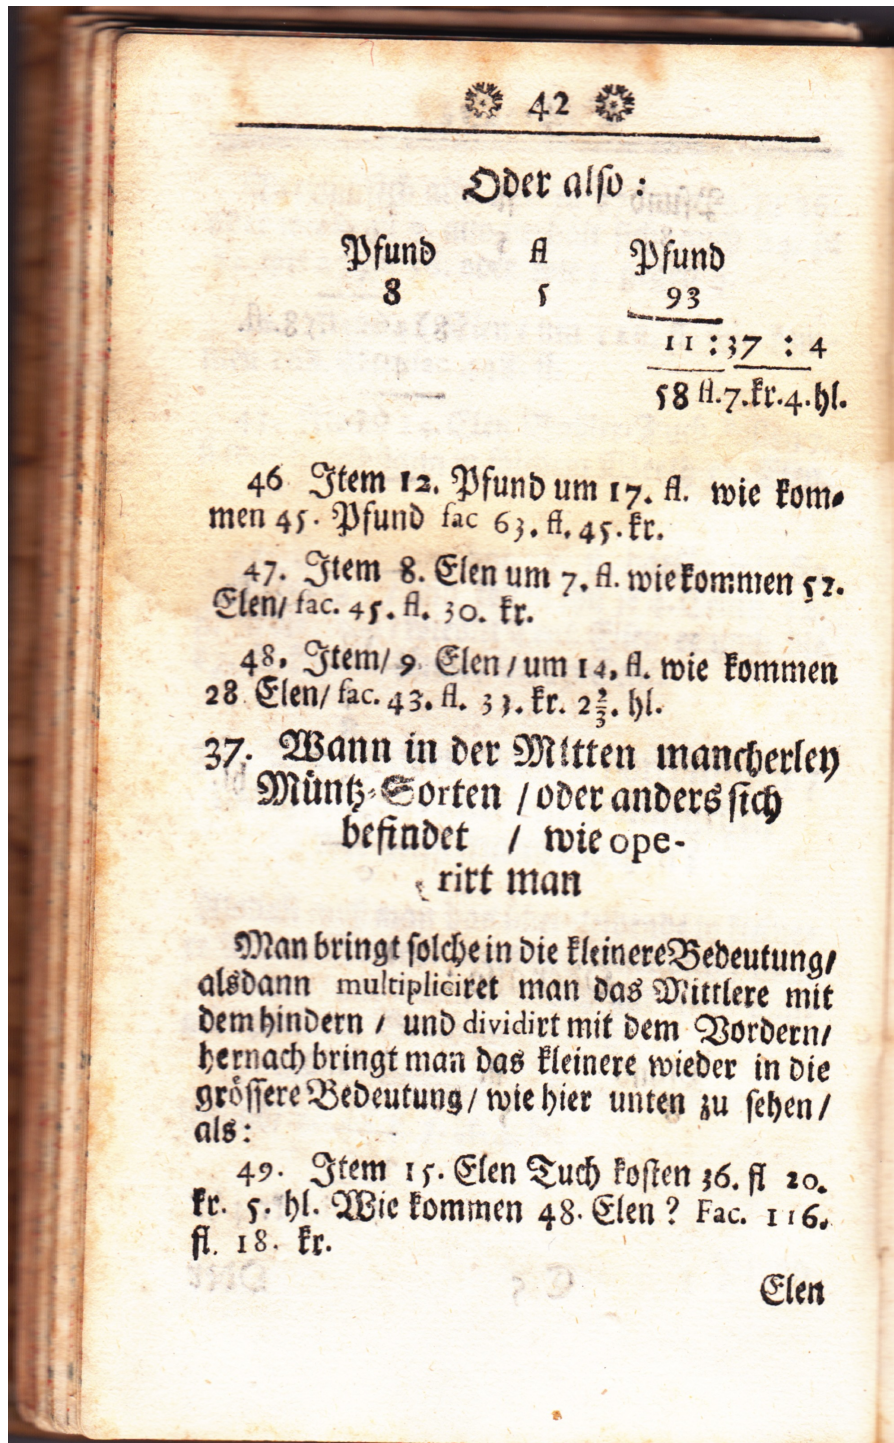 42
Oder also:
Pfund fl Pfund
8 5 93
11 : 37 : 4
58 fl.7.kr.4.hl.
46 Item 12. Pfund um 17. fl. wie kom⸗
men 45. Pfund fac 63. fl. 45. kr.
47. Item 8. Elen um 7. fl. wie kommen 52.
Elen/ fac. 45. fl. 30. kr.
48. Item/ 9 Elen / um 14. fl. wie kommen
28 Elen/ fac. 43. fl. 33. kr. 2 2/3. hl.
37. Wann in der Mitten mancherley
Müntz⸗Sorten / oder anders sich
befindet / wie ope-
rirt man
Man bringt solche in die kleinere Bedeutung/
alsdann multipliciret man das Mittlere mit
dem hindern / und dividirt mit dem Vordern/
hernach bringt man das kleinere wieder in die
grössere Bedeutung / wie hier unten zu sehen /
als:
49. Item 15. Elen Tuch kosten 36. fl 20.
kr. 5. hl. Wie kommen 48. Elen? Fac. 116.
fl. 18. kr.
Elen